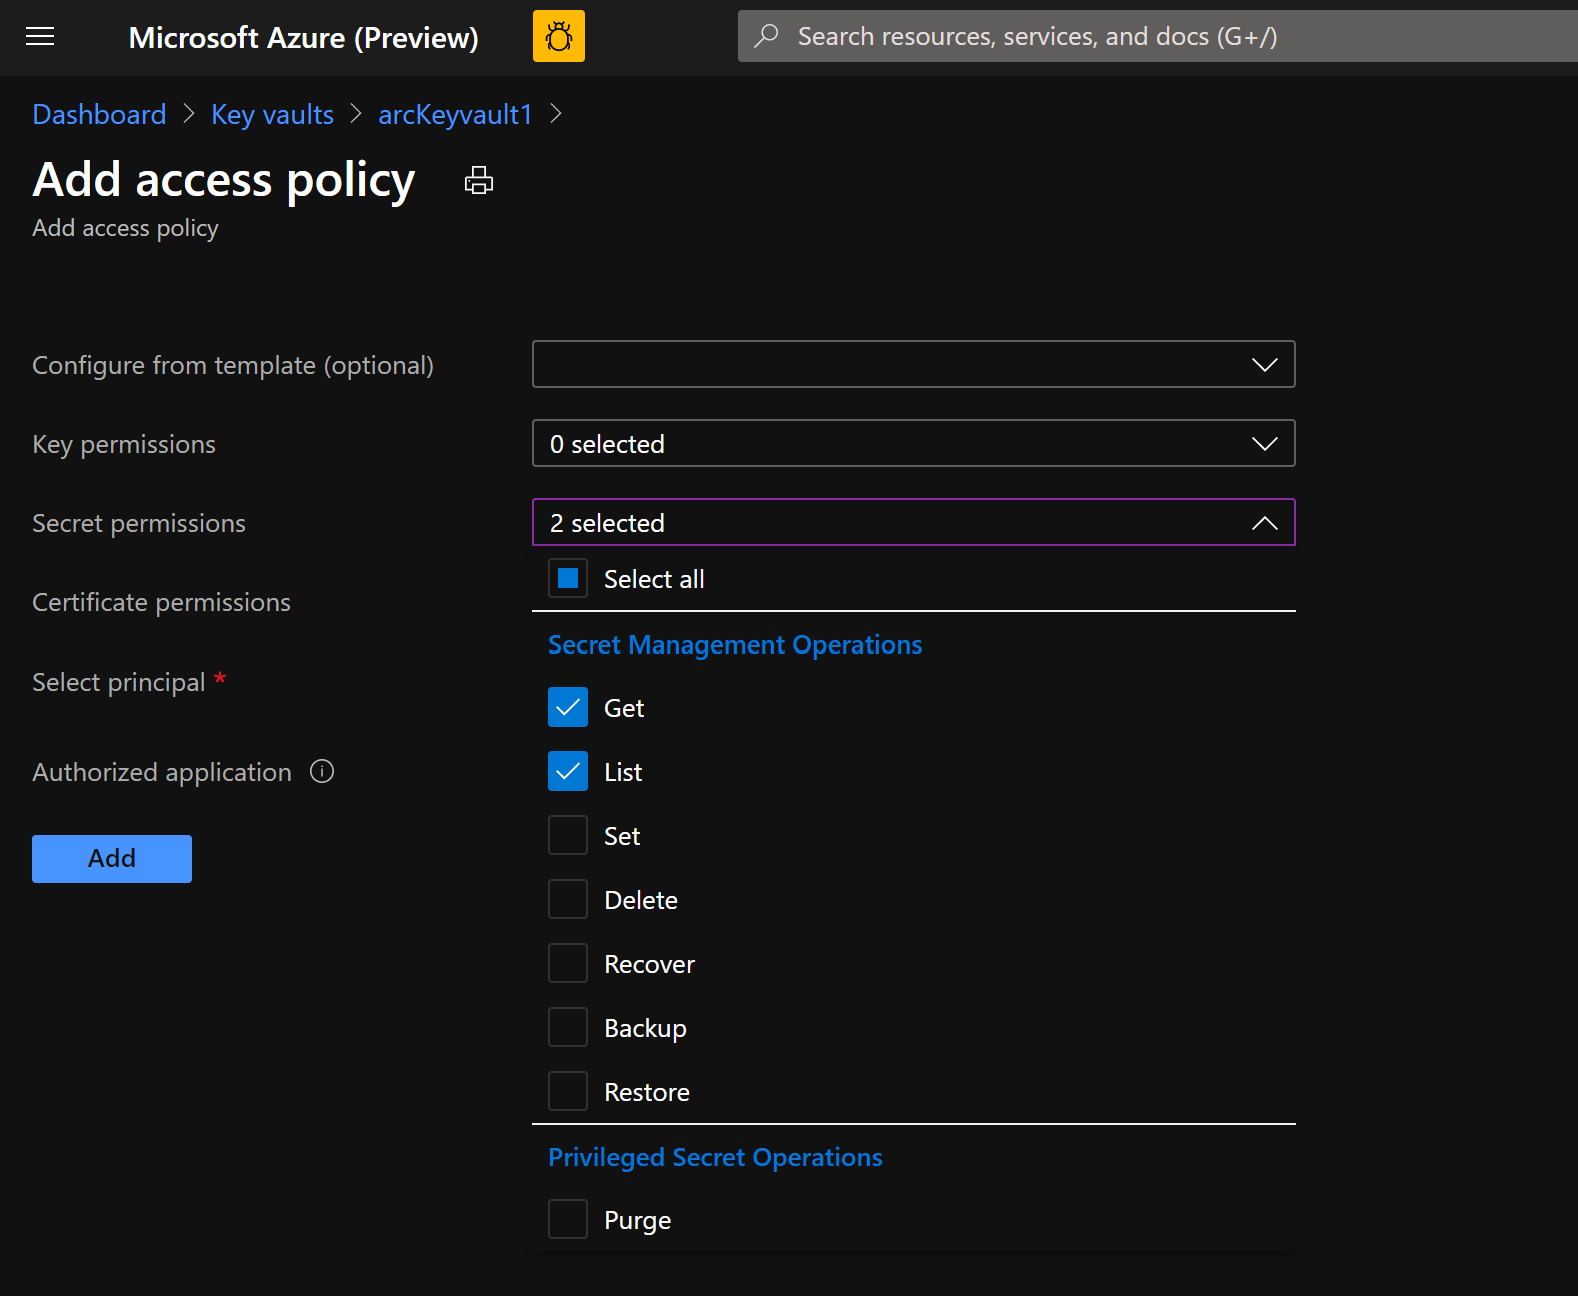 Microsoft Azure (Preview)
Search resources, services, and docs (G+/)
Dashboard > Key vaults > arcKeyvault1 >
Add access policy
Add access policy
Configure from template (optional)
Key permissions
0 selected
Secret permissions
2 selected
Select all
Certificate permissions
Secret Management Operations
Select principal *
Get
Authorized application
List
Set
Add
Delete
Recover
Backup
Restore
Privileged Secret Operations
Purge